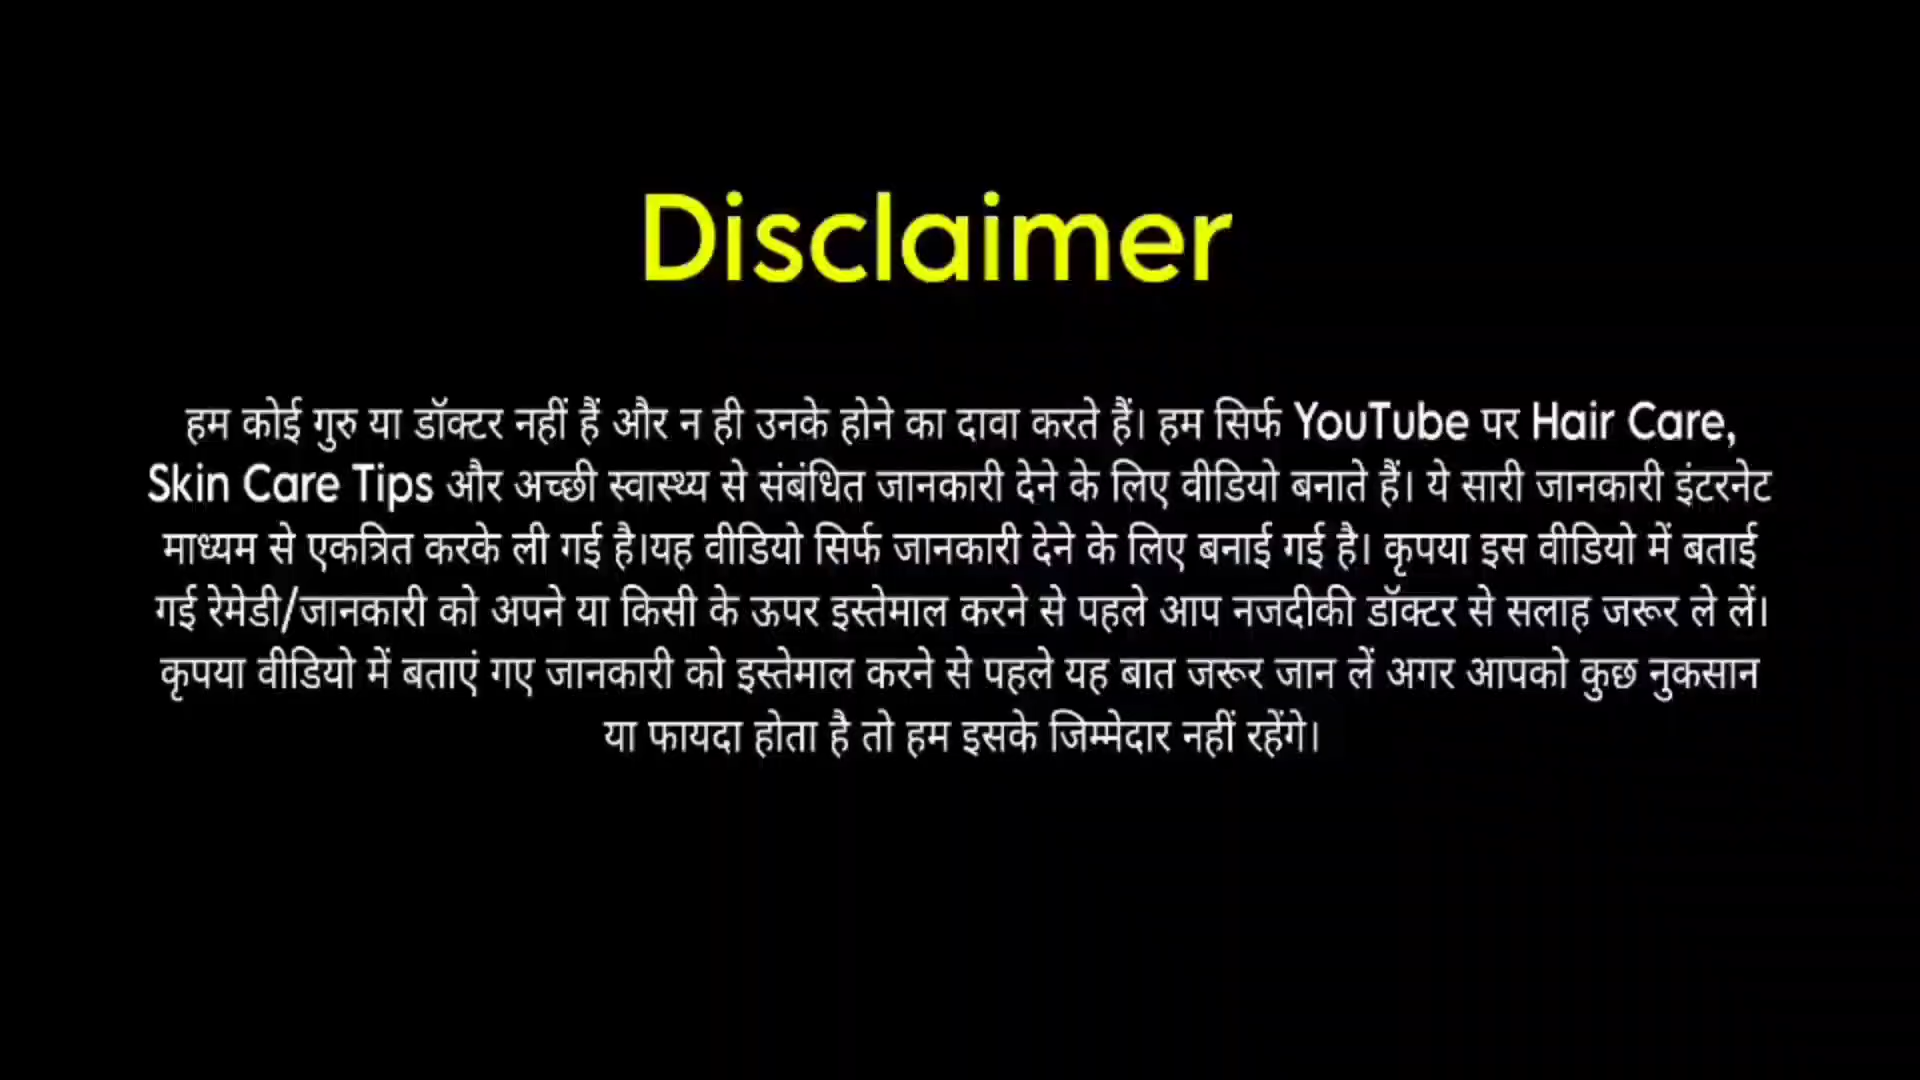 Disclaimer
हम कोई गुरु या डॉक्टर नहीं हैं और न ही उनके होने का दावा करते हैं। हम सिर्फ YouTube पर Hair Care,
Skin Care Tips और अच्छी स्वास्थ्य से संबंधित जानकारी देने के लिए वीडियो बनाते हैं। ये सारी जानकारी इंटरनेट
माध्यम से एकत्रित करके ली गई है।यह वीडियो सिर्फ जानकारी देने के लिए बनाई गई है। कृपया इस वीडियो में बताई
गई रेमेडी/जानकारी को अपने या किसी के ऊपर इस्तेमाल करने से पहले आप नजदीकी डॉक्टर से सलाह जरूर ले लें।
कृपया वीडियो में बताएं गए जानकारी को इस्तेमाल करने से पहले यह बात जरूर जान लें अगर आपको कुछ नुकसान
या फायदा होता है तो हम इसके जिम्मेदार नहीं रहेंगे।